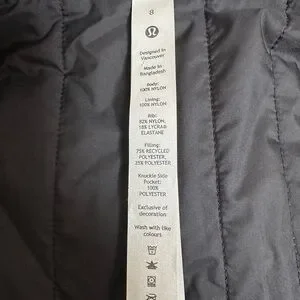 8
Designed in
Vancouver
Made in
Bangladesh
Body:
100% NYLON
Lining:
100% NYLON
Rib:
82% NYLON,
18% LYCRA®
ELASTANE
Filling:
75% RECYCLED
POLYESTER,
25% POLYESTER
Knuckle Side
Pocket:
100%
POLYESTER
Exclusive of
decoration
Wash with like
colours